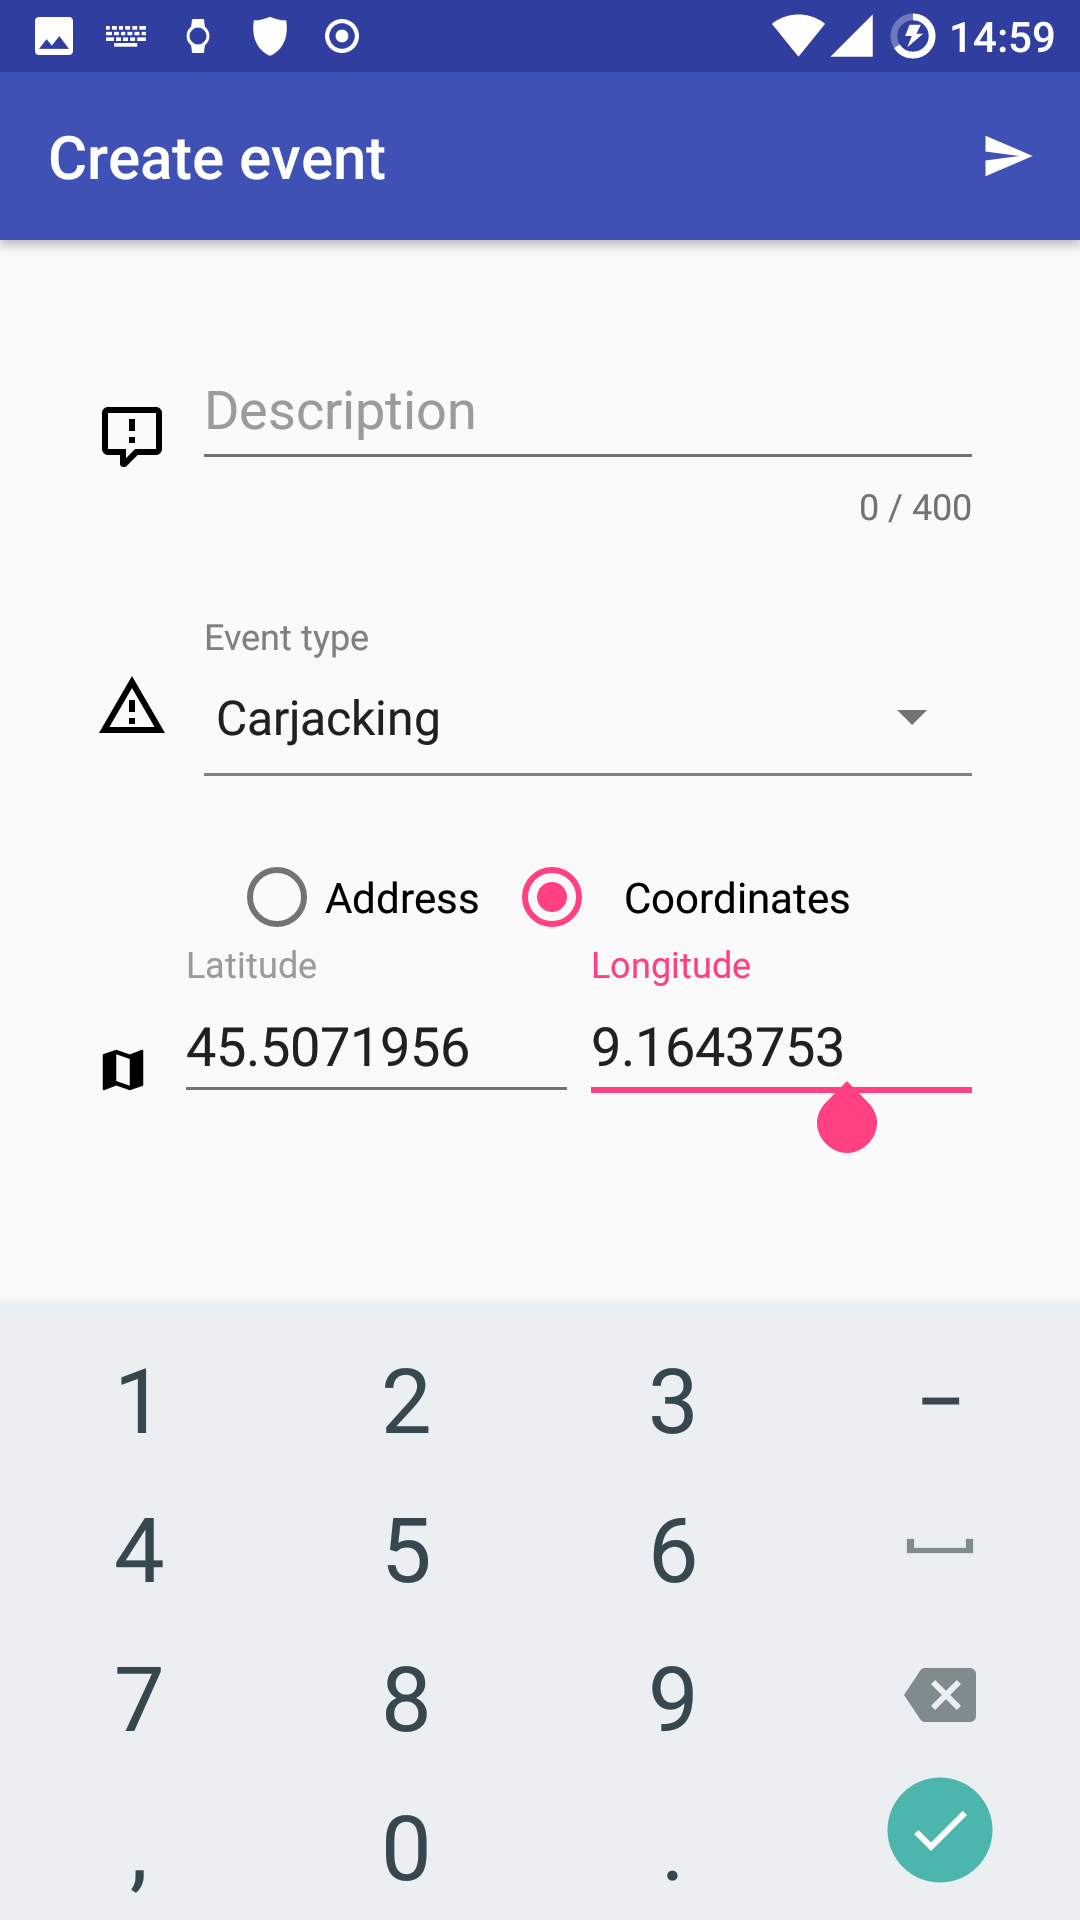 14:59
Create event
Description
0 / 400
Event type
Carjacking
Address Coordinates
Latitude Longitude
45.5071956 9.1643753
1 2 3 –
4 5 6
7 8 9
, 0 .